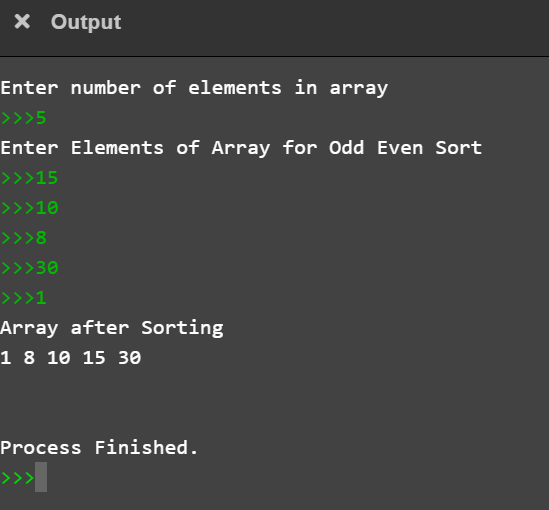 × Output
Enter number of elements in array
>>>5
Enter Elements of Array for Odd Even Sort
>>>15
>>>10
>>>8
>>>30
>>>1
Array after Sorting
1 8 10 15 30
Process Finished.
>>>